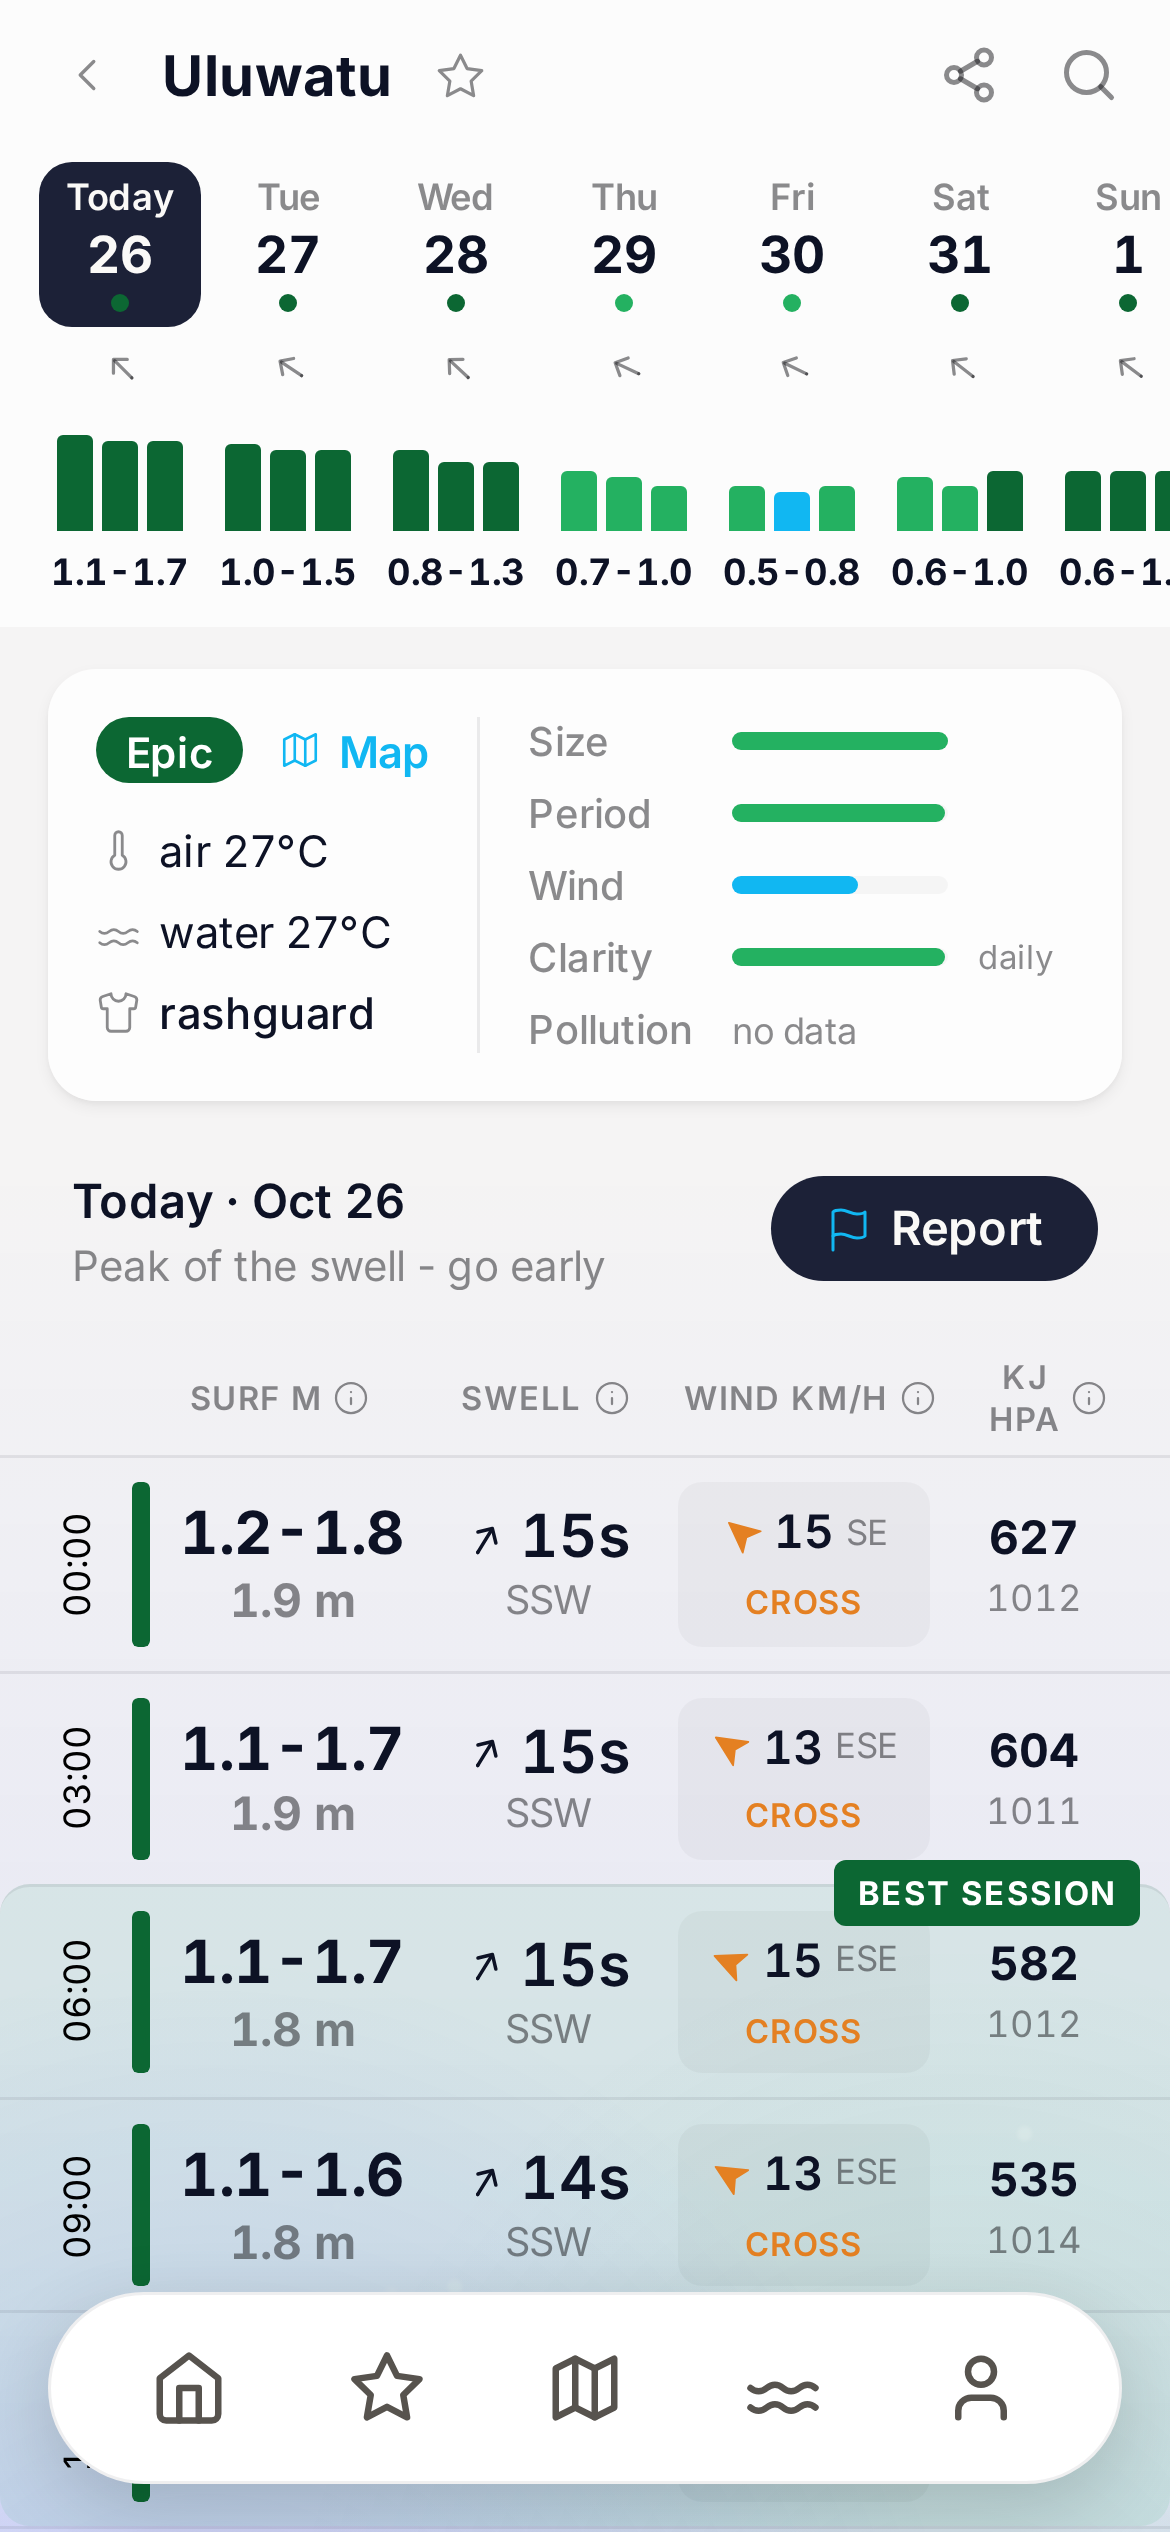 Uluwatu
Today Tue Wed Thu Fri Sat Sun
26 27 28 29 30 31 1
1.1-1.7 1.0-1.5 0.8-1.3 0.7-1.0 0.5-0.8 0.6-1.0 0.6-1.
Epic Map
air 27°C
water 27°C
rashguard
Size
Period
Wind
Clarity daily
Pollution no data
Today · Oct 26
Peak of the swell - go early
Report
SURF M SWELL WIND KM/H KJ
HPA
00:00 1.2-1.8 15s 15 SE 627
1.9 m SSW CROSS 1012
03:00 1.1-1.7 15s 13 ESE 604
1.9 m SSW CROSS 1011
BEST SESSION
06:00 1.1-1.7 15s 15 ESE 582
1.8 m SSW CROSS 1012
09:00 1.1-1.6 14s 13 ESE 535
1.8 m SSW CROSS 1014